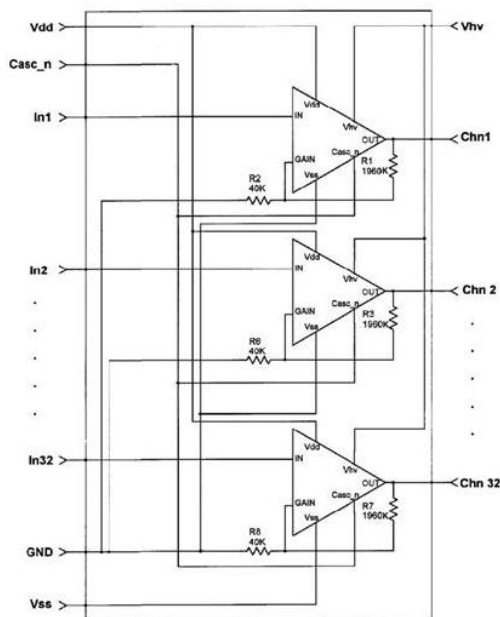 Vdd
Vhv
Casc_n
In1
Vdd
IN
Vhv
OUT
Chn1
GAIN
Casc_n
Vss
R1
1960K
R2
40K
In2
Vdd
IN
Vhv
OUT
Chn 2
GAIN
Casc_n
Vss
R3
1960K
R6
40K
In32
Vdd
IN
Vhv
OUT
Chn 32
GAIN
Casc_n
Vss
R7
1960K
R8
40K
GND
Vss